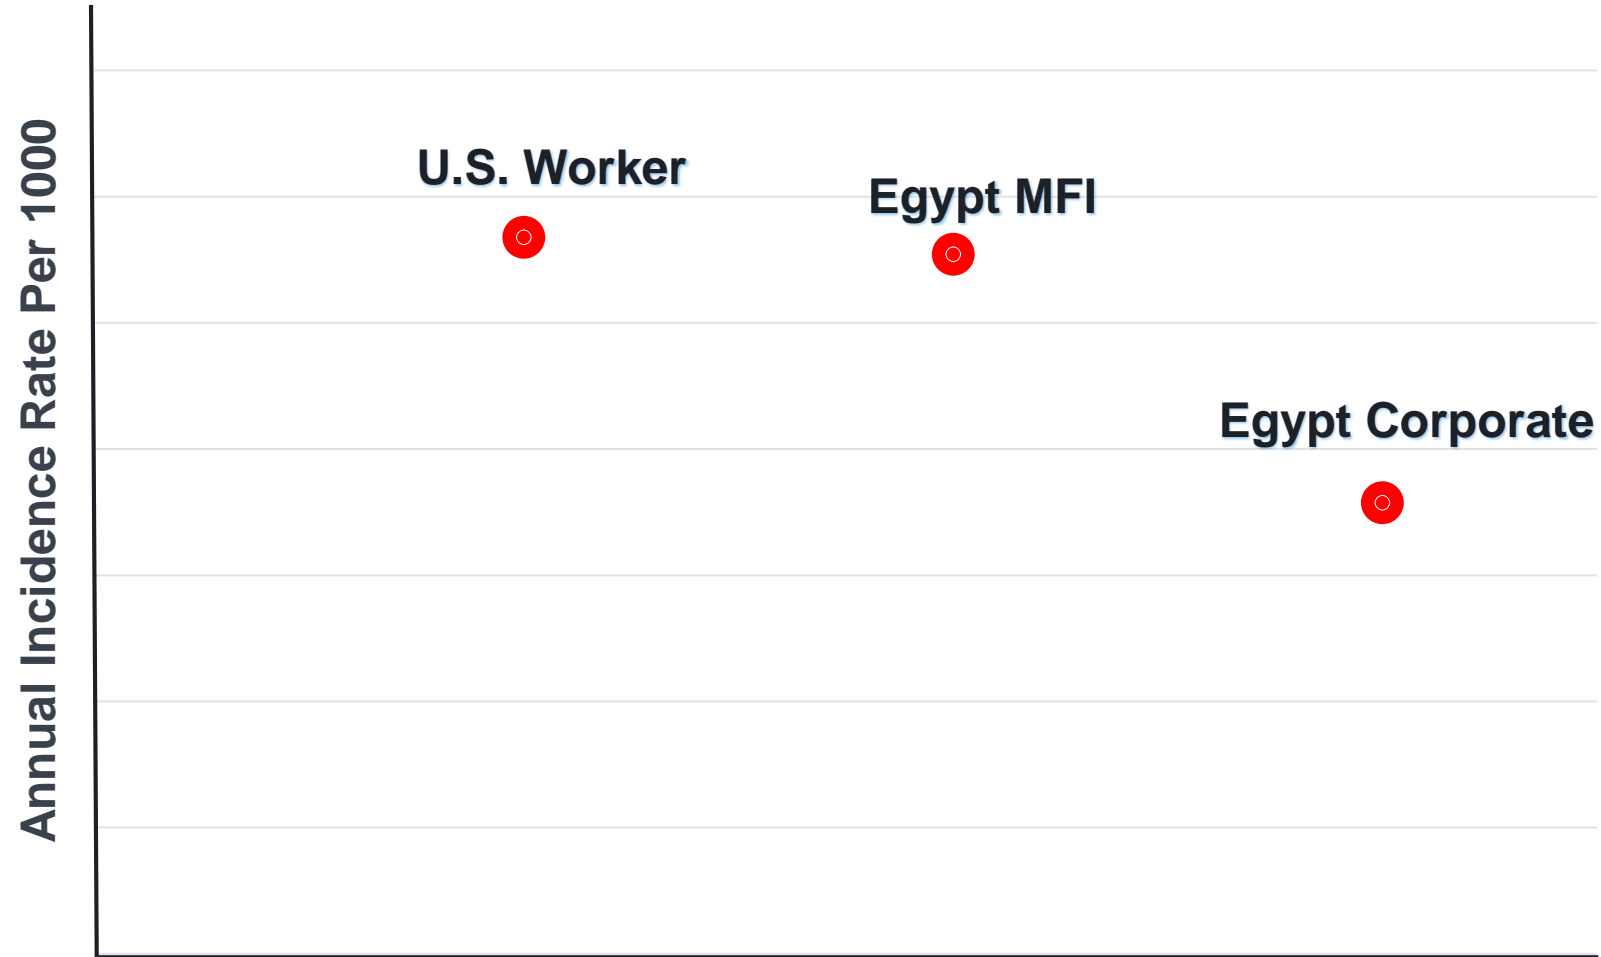 Annual Incidence Rate Per 1000
U.S. Worker
Egypt MFI
Egypt Corporate